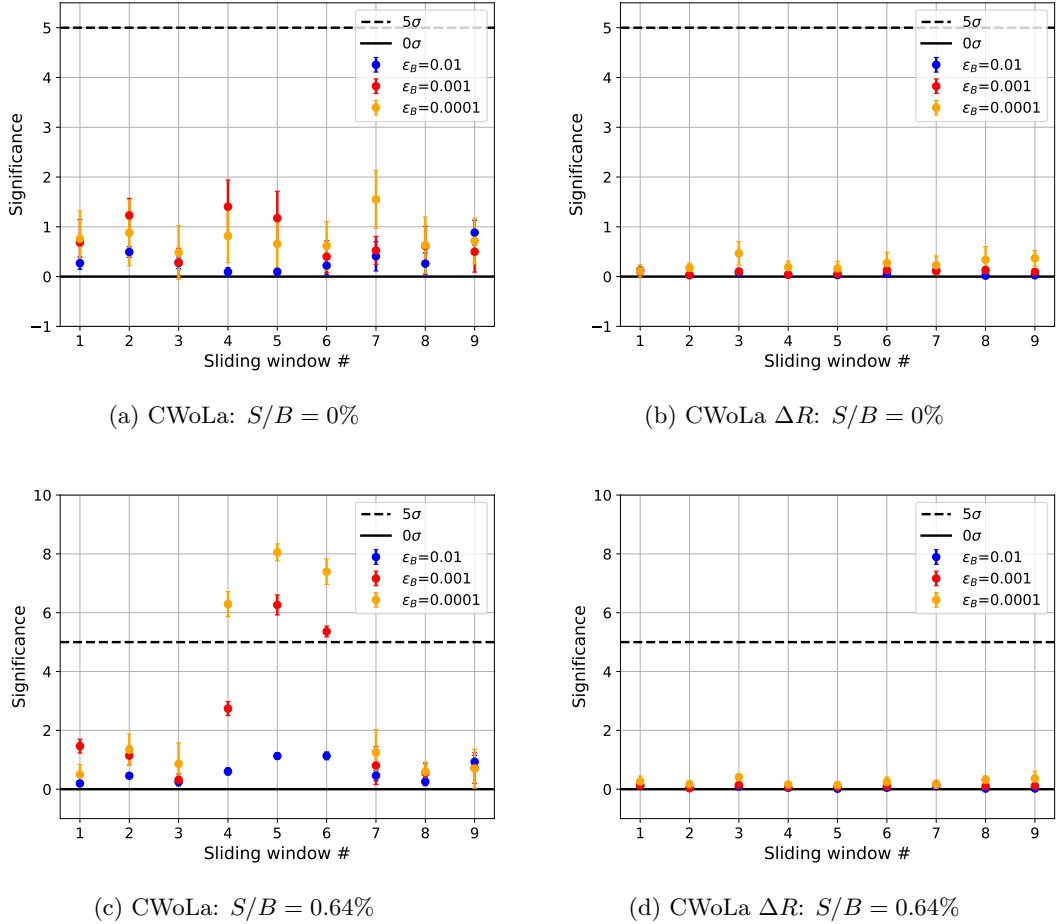 5σ
0σ
ε_B=0.01
ε_B=0.001
ε_B=0.0001
5
4
3
2
1
0
−1
Significance
1 2 3 4 5 6 7 8 9
Sliding window #
(a) CWoLa: S/B = 0%
5σ
0σ
ε_B=0.01
ε_B=0.001
ε_B=0.0001
5
4
3
2
1
0
−1
Significance
1 2 3 4 5 6 7 8 9
Sliding window #
(b) CWoLa ΔR: S/B = 0%
10
8
6
4
2
0
Significance
5σ
0σ
ε_B=0.01
ε_B=0.001
ε_B=0.0001
1 2 3 4 5 6 7 8 9
Sliding window #
(c) CWoLa: S/B = 0.64%
10
8
6
4
2
0
Significance
5σ
0σ
ε_B=0.01
ε_B=0.001
ε_B=0.0001
1 2 3 4 5 6 7 8 9
Sliding window #
(d) CWoLa ΔR: S/B = 0.64%